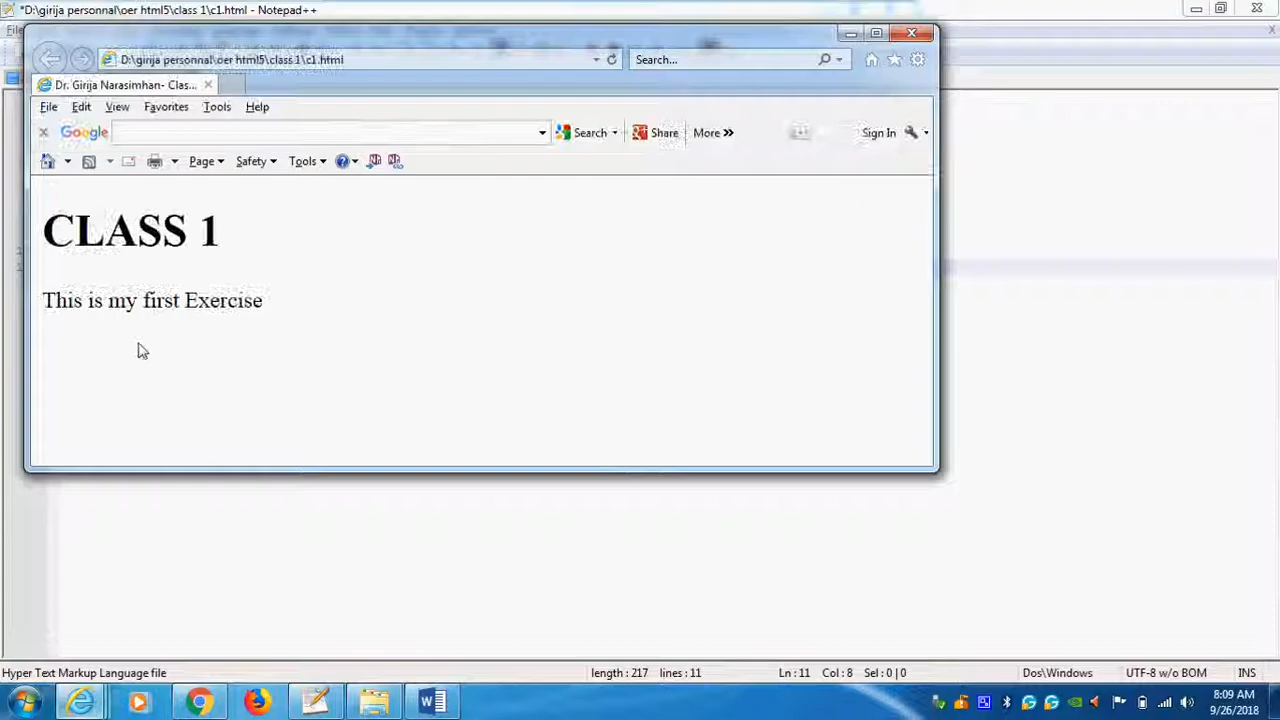 *D:\girija personnal\oer html5\class 1\c1.html - Notepad++
File
D:\girija personnal\oer html5\class 1\c1.html
Search...
Dr. Girija Narasimhan- Clas...
File Edit View Favorites Tools Help
x Google Search Share More »
Sign In
Page Safety Tools
CLASS 1
This is my first Exercise
Hyper Text Markup Language file length : 217 lines : 11 Ln : 11 Col : 8 Sel : 0 | 0 Dos\Windows UTF-8 w/o BOM INS
8:09 AM
9/26/2018